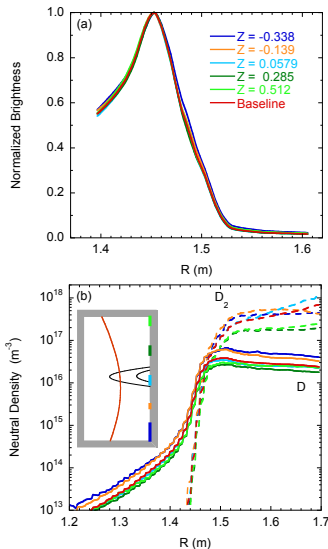 (a)
Z = -0.338
Z = -0.139
Z = 0.0579
Z = 0.285
Z = 0.512
Baseline
Normalized Brightness
1.0
0.8
0.6
0.4
0.2
0.0
1.4 1.5 1.6
R (m)
(b)
D2
D
Neutral Density (m-3)
10^18
10^17
10^16
10^15
10^14
10^13
1.2 1.3 1.4 1.5 1.6 1.7
R (m)